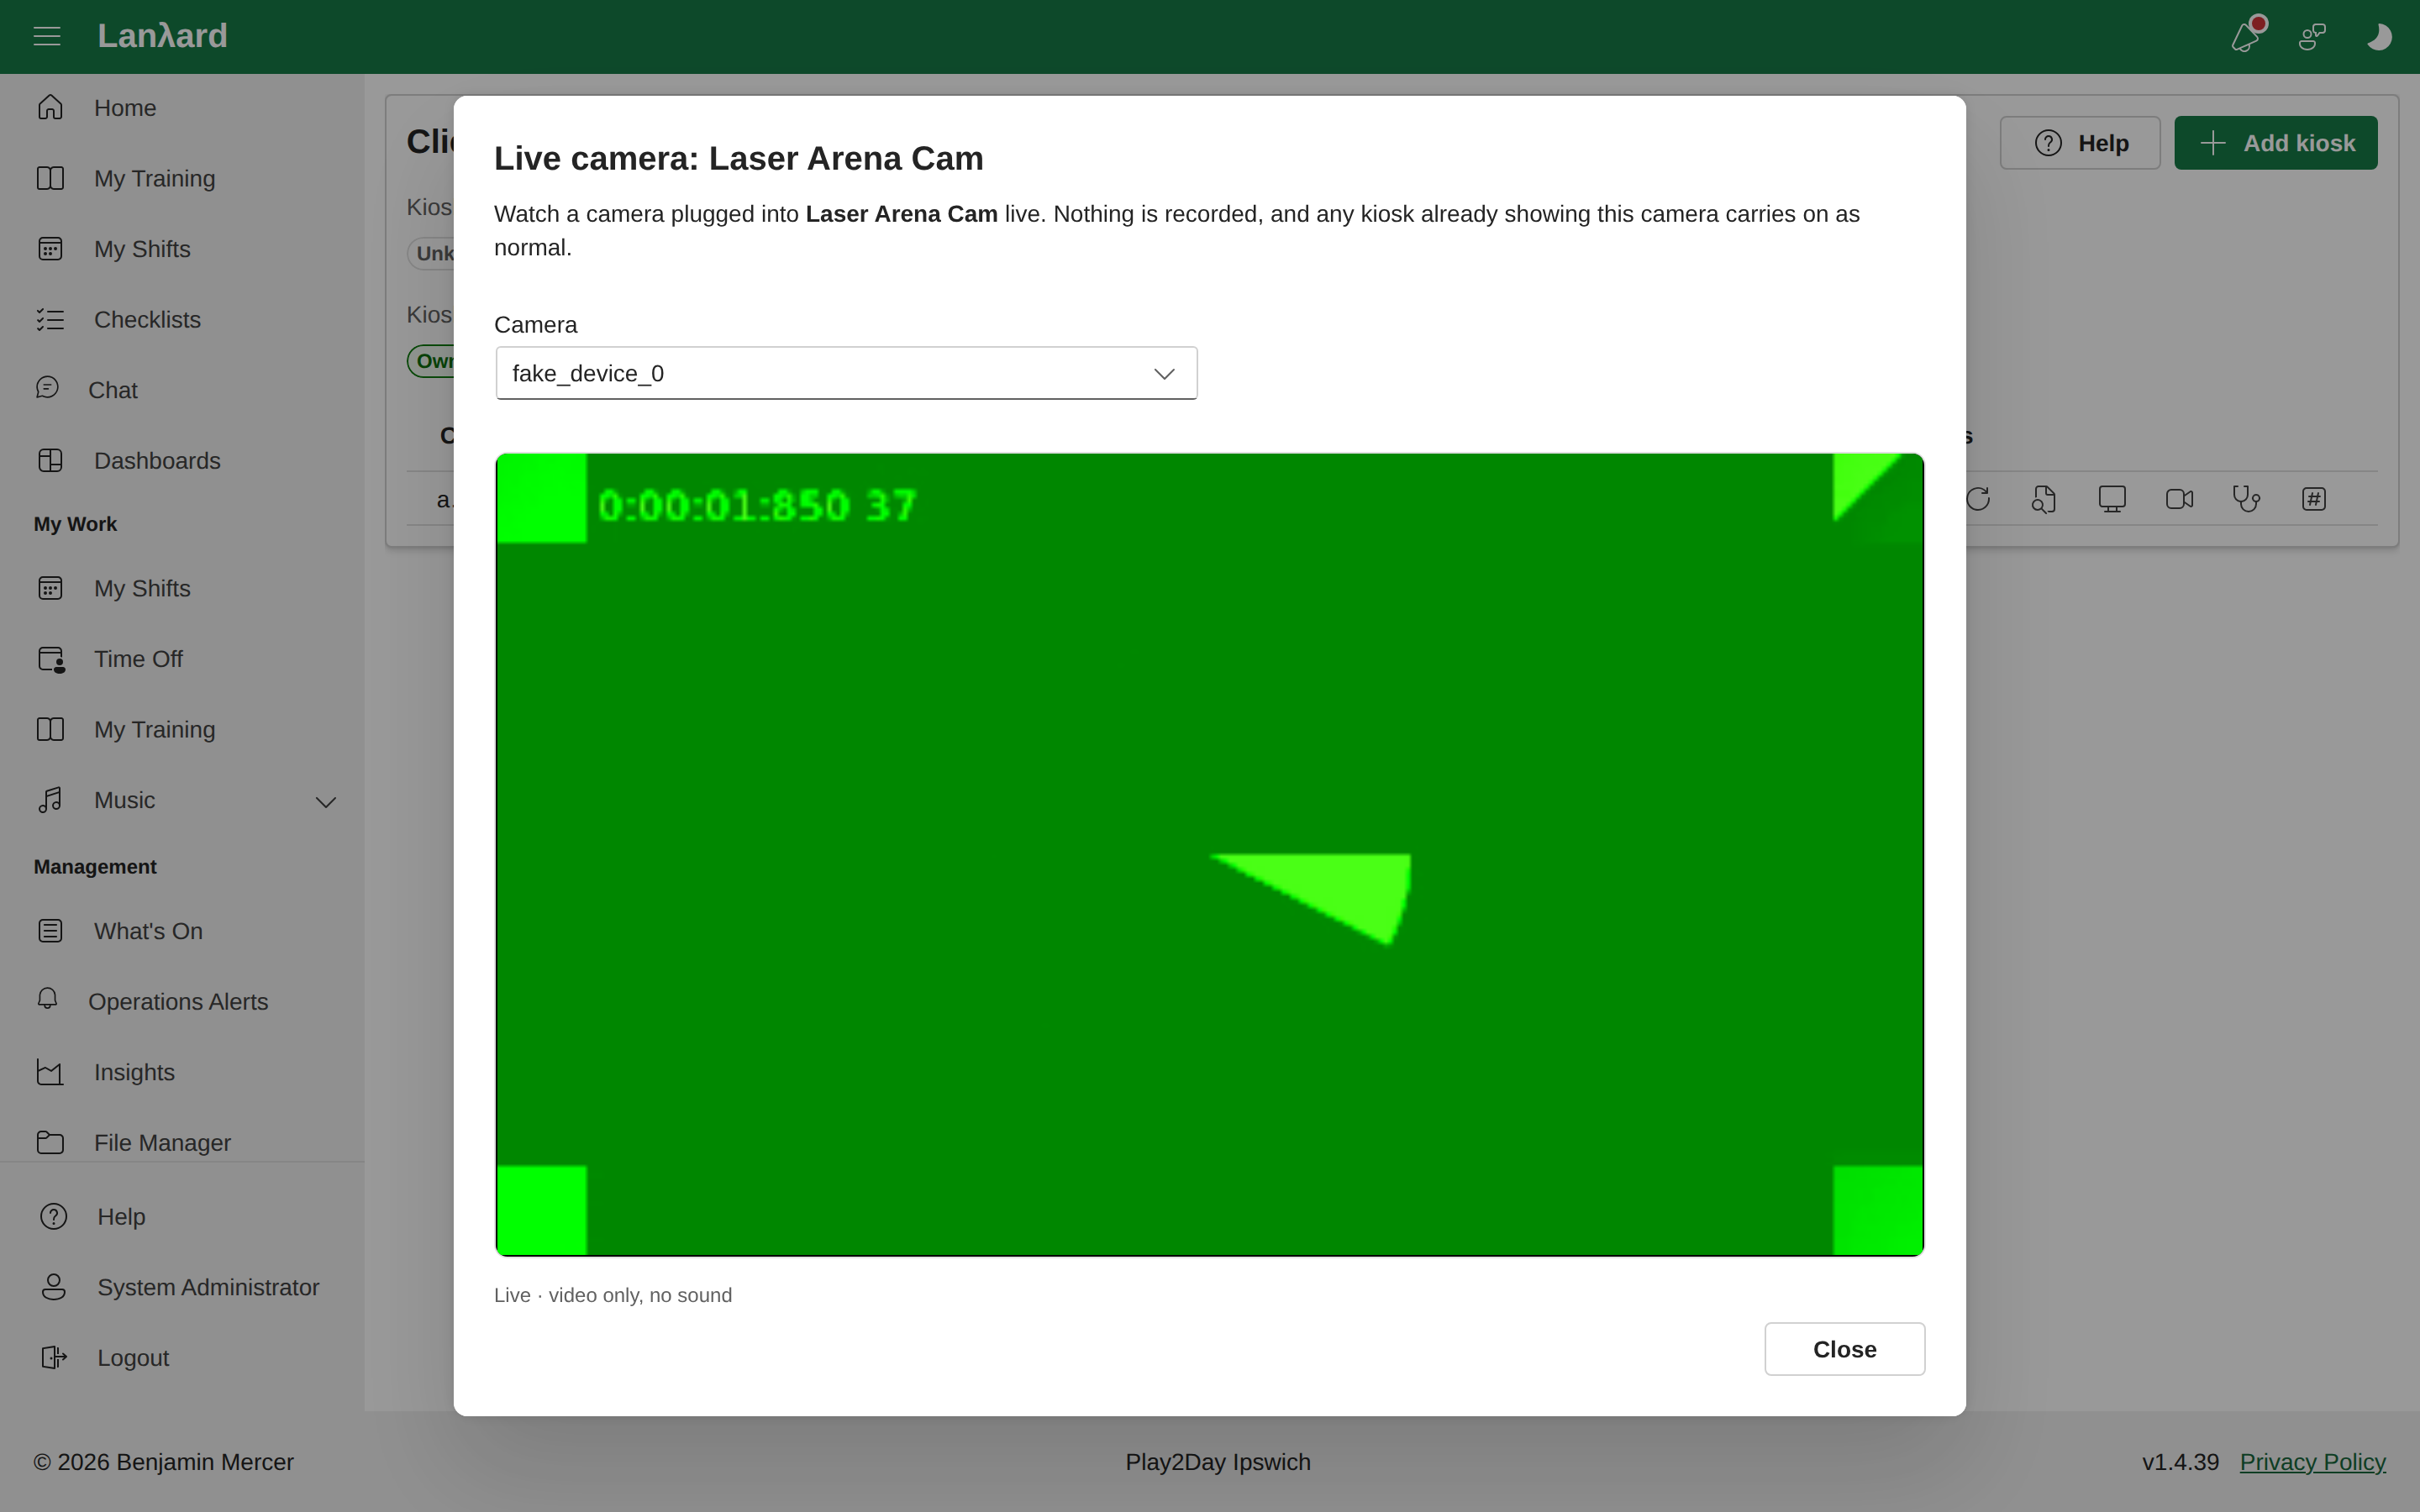 Lanλard
Home
My Training
My Shifts
Checklists
Chat
Dashboards
My Work
My Shifts
Time Off
My Training
Music
Management
What's On
Operations Alerts
Insights
File Manager
Help
System Administrator
Logout
Help
Add kiosk
Live camera: Laser Arena Cam
Watch a camera plugged into Laser Arena Cam live. Nothing is recorded, and any kiosk already showing this camera carries on as
normal.
Camera
fake_device_0
0:00:01:850 37
Live · video only, no sound
Close
© 2026 Benjamin Mercer
Play2Day Ipswich
v1.4.39
Privacy Policy